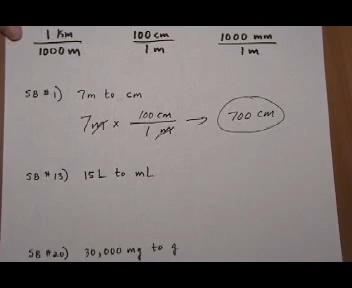 1 Km 100 cm 1000 mm
1000 m 1 m 1 m
SB #1) 7m to cm
7m × 100 cm → 700 cm
1 m
SB #13) 15L to mL
SB #20) 30,000 mg to g